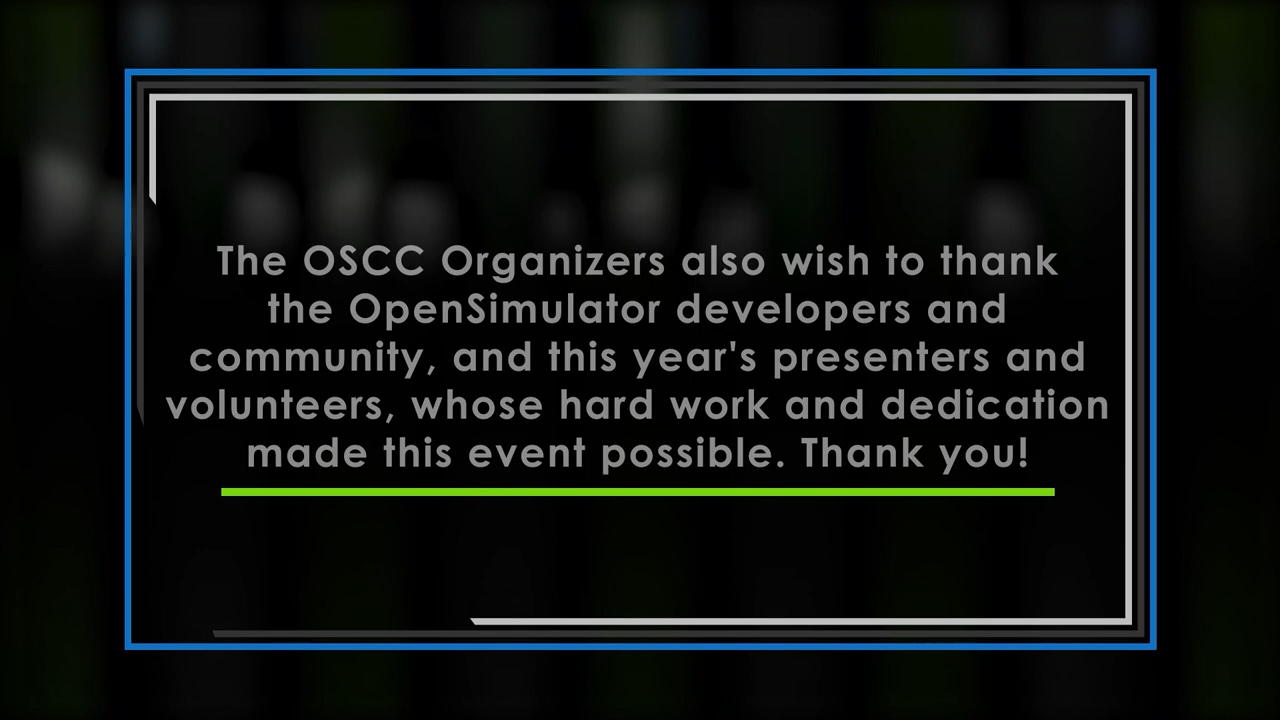 The OSCC Organizers also wish to thank
the OpenSimulator developers and
community, and this year's presenters and
volunteers, whose hard work and dedication
made this event possible. Thank you!